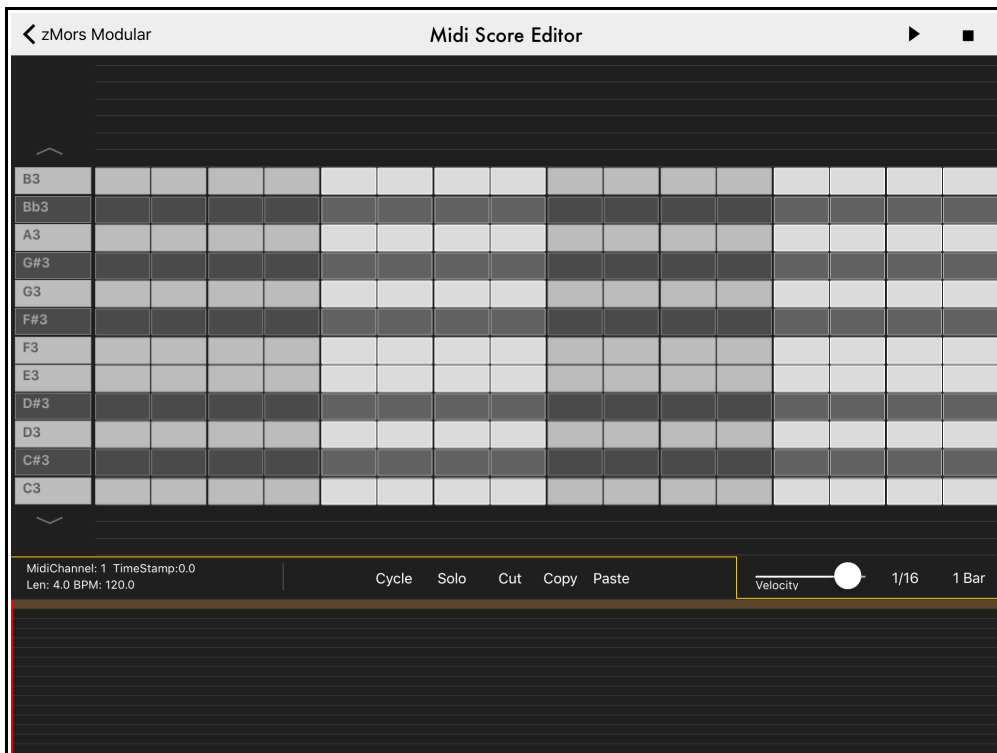 zMors Modular
Midi Score Editor
B3
Bb3
A3
G#3
G3
F#3
F3
E3
D#3
D3
C#3
C3
MidiChannel: 1 TimeStamp:0.0
Len: 4.0 BPM: 120.0
Cycle Solo Cut Copy Paste
Velocity
1/16 1 Bar